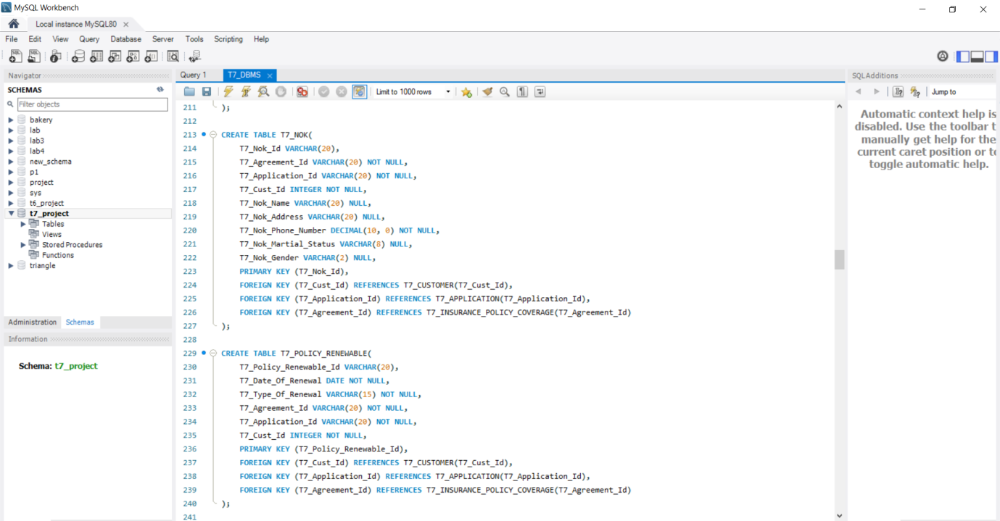 MySQL Workbench
Local instance MySQL80
File Edit View Query Database Server Tools Scripting Help
Navigator
SCHEMAS
Filter objects
bakery
lab
lab3
lab4
new_schema
p1
project
sys
t6_project
t7_project
Tables
Views
Stored Procedures
Functions
triangle
Administration Schemas
Information
Schema: t7_project
Query 1 T7_DBMS
Limit to 1000 rows
211 );
212
213 CREATE TABLE T7_NOK(
214 T7_Nok_Id VARCHAR(20),
215 T7_Agreement_Id VARCHAR(20) NOT NULL,
216 T7_Application_Id VARCHAR(20) NOT NULL,
217 T7_Cust_Id INTEGER NOT NULL,
218 T7_Nok_Name VARCHAR(20) NULL,
219 T7_Nok_Address VARCHAR(20) NULL,
220 T7_Nok_Phone_Number DECIMAL(10, 0) NOT NULL,
221 T7_Nok_Martial_Status VARCHAR(8) NULL,
222 T7_Nok_Gender VARCHAR(2) NULL,
223 PRIMARY KEY (T7_Nok_Id),
224 FOREIGN KEY (T7_Cust_Id) REFERENCES T7_CUSTOMER(T7_Cust_Id),
225 FOREIGN KEY (T7_Application_Id) REFERENCES T7_APPLICATION(T7_Application_Id),
226 FOREIGN KEY (T7_Agreement_Id) REFERENCES T7_INSURANCE_POLICY_COVERAGE(T7_Agreement_Id)
227 );
228
229 CREATE TABLE T7_POLICY_RENEWABLE(
230 T7_Policy_Renewable_Id VARCHAR(20),
231 T7_Date_Of_Renewal DATE NOT NULL,
232 T7_Type_Of_Renewal VARCHAR(15) NOT NULL,
233 T7_Agreement_Id VARCHAR(20) NOT NULL,
234 T7_Application_Id VARCHAR(20) NOT NULL,
235 T7_Cust_Id INTEGER NOT NULL,
236 PRIMARY KEY (T7_Policy_Renewable_Id),
237 FOREIGN KEY (T7_Cust_Id) REFERENCES T7_CUSTOMER(T7_Cust_Id),
238 FOREIGN KEY (T7_Application_Id) REFERENCES T7_APPLICATION(T7_Application_Id),
239 FOREIGN KEY (T7_Agreement_Id) REFERENCES T7_INSURANCE_POLICY_COVERAGE(T7_Agreement_Id)
240 );
241
SQLAdditions
Jump to
Automatic context help is
disabled. Use the toolbar t
manually get help for the
current caret position or to
toggle automatic help.